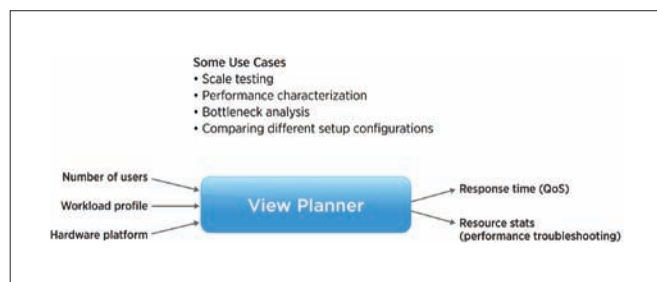 Some Use Cases
• Scale testing
• Performance characterization
• Bottleneck analysis
• Comparing different setup configurations
Number of users
Workload profile
Hardware platform
View Planner
Response time (QoS)
Resource stats
(performance troubleshooting)